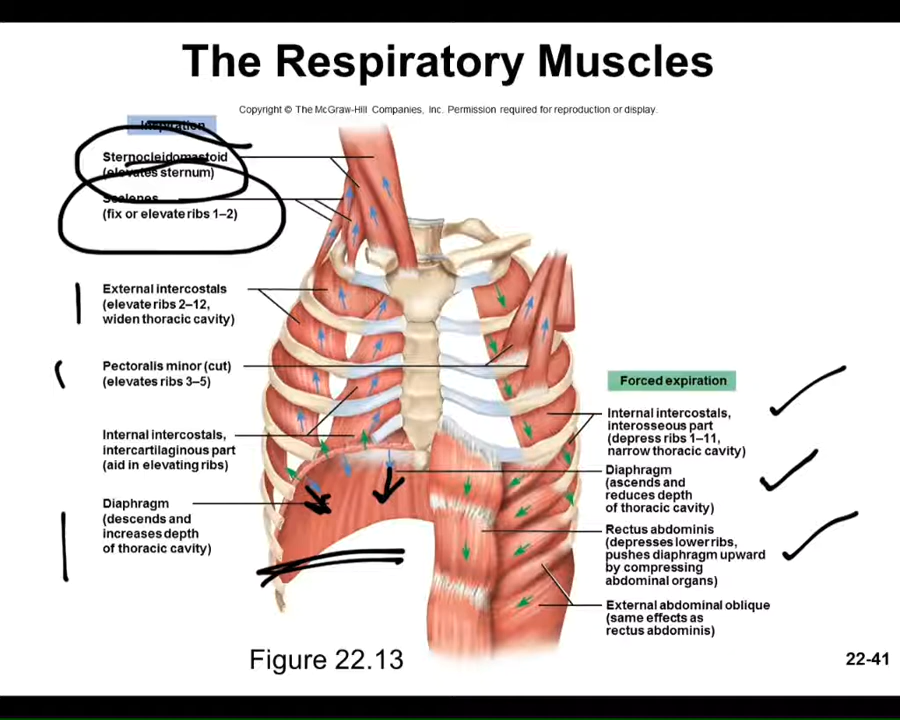 The Respiratory Muscles
Copyright © The McGraw-Hill Companies, Inc. Permission required for reproduction or display.
Inspiration
Sternocleidomastoid
(elevates sternum)
Scalenes
(fix or elevate ribs 1–2)
External intercostals
(elevate ribs 2–12,
widen thoracic cavity)
Pectoralis minor (cut)
(elevates ribs 3–5)
Internal intercostals,
intercartilaginous part
(aid in elevating ribs)
Diaphragm
(descends and
increases depth
of thoracic cavity)
Forced expiration
Internal intercostals,
interosseous part
(depress ribs 1–11,
narrow thoracic cavity)
Diaphragm
(ascends and
reduces depth
of thoracic cavity)
Rectus abdominis
(depresses lower ribs,
pushes diaphragm upward
by compressing
abdominal organs)
External abdominal oblique
(same effects as
rectus abdominis)
Figure 22.13
22-41